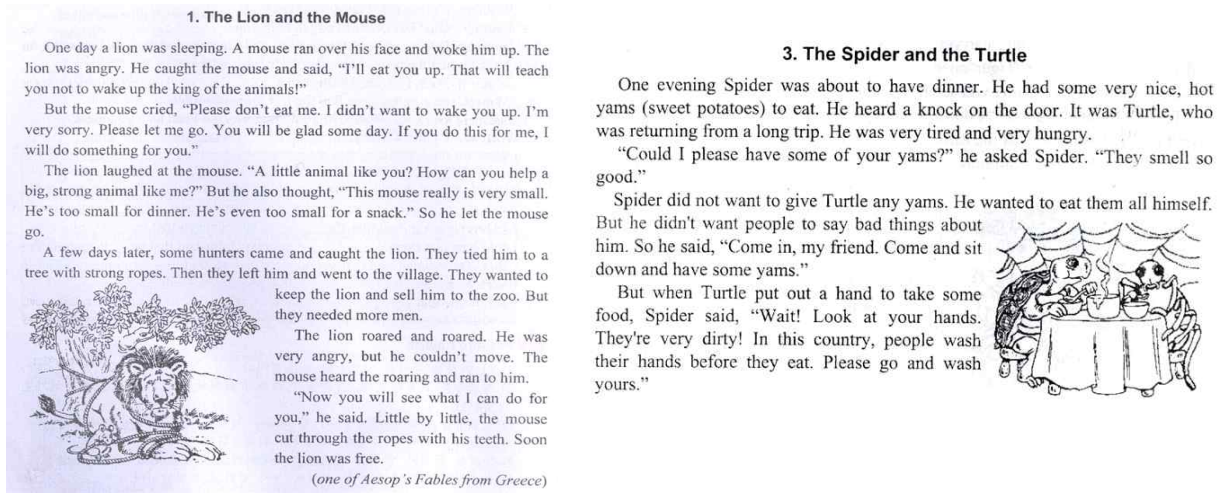 1. The Lion and the Mouse
One day a lion was sleeping. A mouse ran over his face and woke him up. The
lion was angry. He caught the mouse and said, “I’ll eat you up. That will teach
you not to wake up the king of the animals!”
But the mouse cried, “Please don’t eat me. I didn’t want to wake you up. I’m
very sorry. Please let me go. You will be glad some day. If you do this for me, I
will do something for you.”
The lion laughed at the mouse. “A little animal like you? How can you help a
big, strong animal like me?” But he also thought, “This mouse really is very small.
He’s too small for dinner. He’s even too small for a snack.” So he let the mouse
go.
A few days later, some hunters came and caught the lion. They tied him to a
tree with strong ropes. Then they left him and went to the village. They wanted to
keep the lion and sell him to the zoo. But
they needed more men.
The lion roared and roared. He was
very angry, but he couldn’t move. The
mouse heard the roaring and ran to him.
“Now you will see what I can do for
you,” he said. Little by little, the mouse
cut through the ropes with his teeth. Soon
the lion was free.
(one of Aesop’s Fables from Greece)
3. The Spider and the Turtle
One evening Spider was about to have dinner. He had some very nice, hot
yams (sweet potatoes) to eat. He heard a knock on the door. It was Turtle, who
was returning from a long trip. He was very tired and very hungry.
“Could I please have some of your yams?” he asked Spider. “They smell so
good.”
Spider did not want to give Turtle any yams. He wanted to eat them all himself.
But he didn't want people to say bad things about
him. So he said, “Come in, my friend. Come and sit
down and have some yams.”
But when Turtle put out a hand to take some
food, Spider said, “Wait! Look at your hands.
They're very dirty! In this country, people wash
their hands before they eat. Please go and wash
yours.”